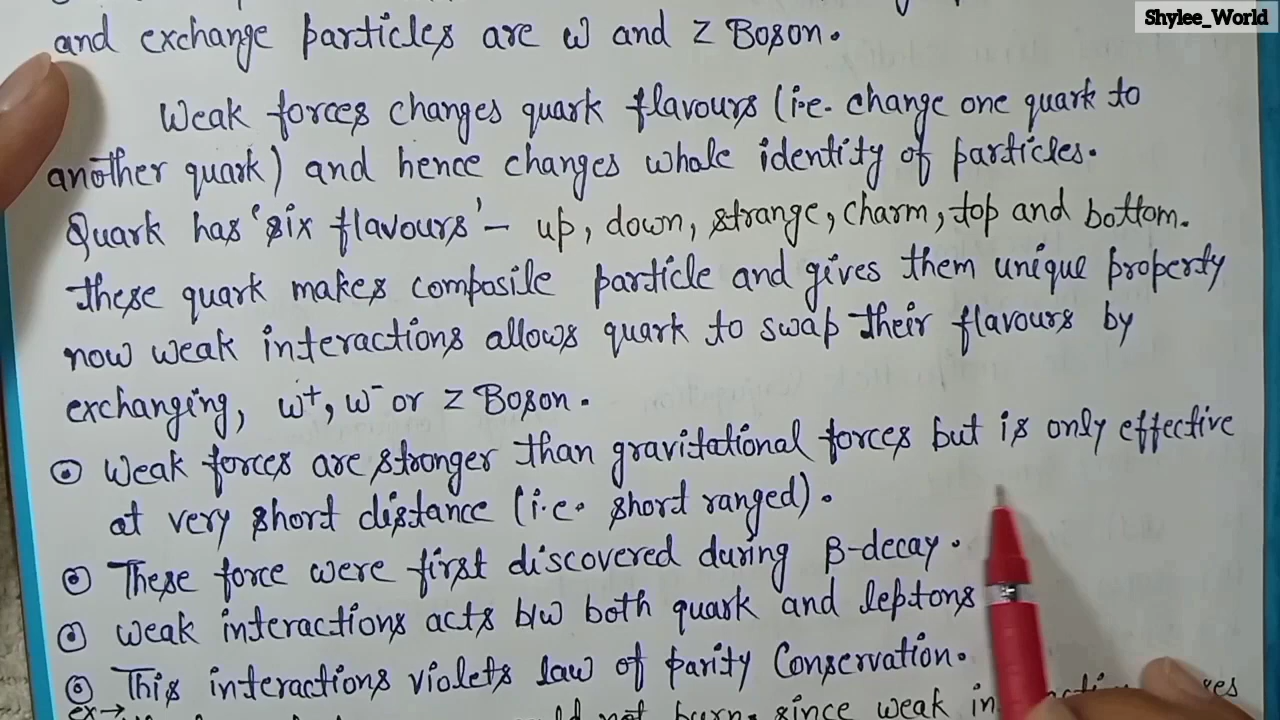 Shylee_World
and exchange particles are W and Z Boson.
Weak forces changes quark flavours (i.e. change one quark to
another quark) and hence changes whole identity of particles.
Quark has 'six flavours' - up, down, strange, charm, top and bottom.
these quark makes composite particle and gives them unique property
now weak interactions allows quark to swap their flavours by
exchanging, W⁺, W⁻ or Z Boson.
⊙ Weak forces are stronger than gravitational forces but is only effective
at very short distance (i.e. short ranged).
⊙ These force were first discovered during β-decay.
⊙ weak interactions acts b/w both quark and leptons
⊙ This interactions violets law of parity Conservation.
ex→ not burn since weak